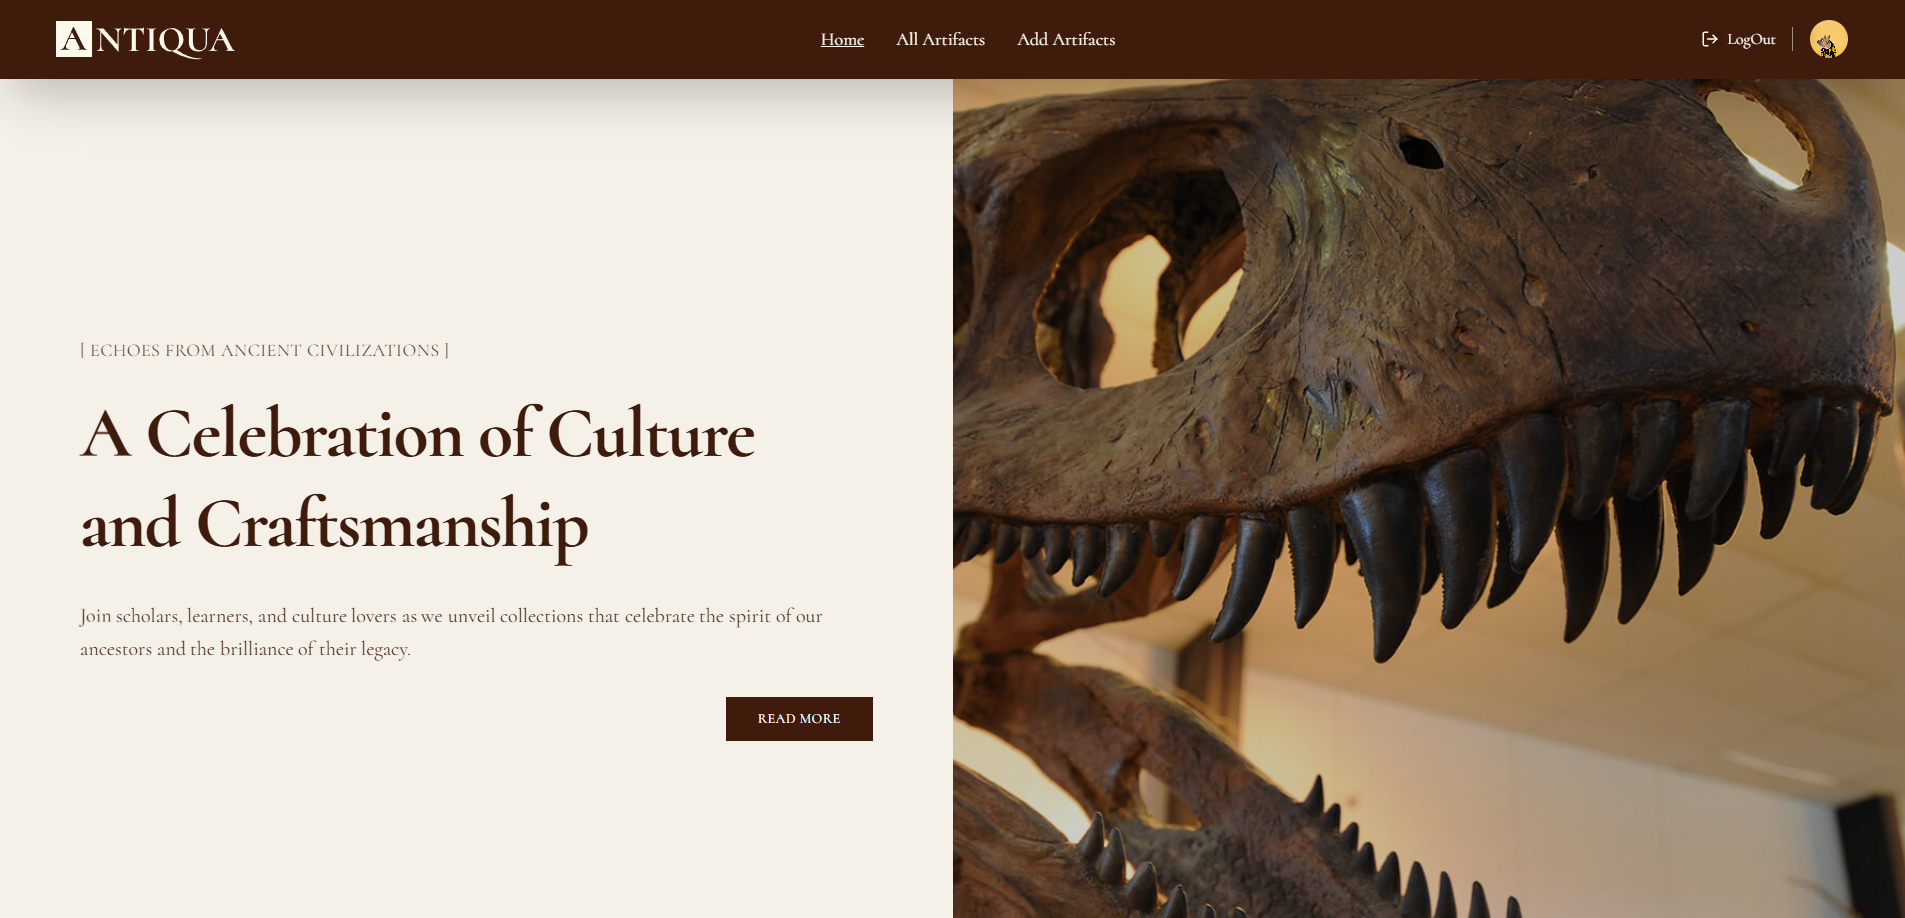 ANTIQUA
Home All Artifacts Add Artifacts
LogOut
[ ECHOES FROM ANCIENT CIVILIZATIONS ]
A Celebration of Culture
and Craftsmanship
Join scholars, learners, and culture lovers as we unveil collections that celebrate the spirit of our
ancestors and the brilliance of their legacy.
READ MORE